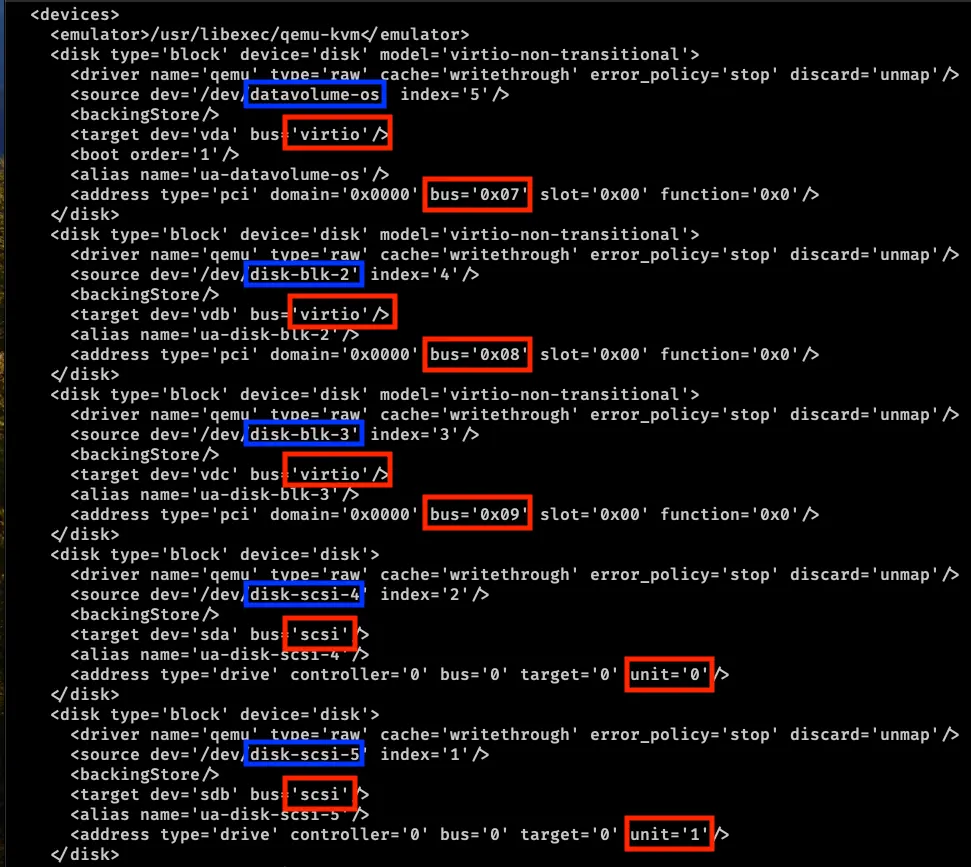 <devices>
<emulator>/usr/libexec/qemu-kvm</emulator>
<disk type='block' device='disk' model='virtio-non-transitional'>
<driver name='qemu' type='raw' cache='writethrough' error_policy='stop' discard='unmap'/>
<source dev='/dev/datavolume-os index='5'/>
<backingStore/>
<target dev='vda' bus='virtio'/>
<boot order='1'/>
<alias name='ua-datavolume-os'/>
<address type='pci' domain='0x0000' bus='0x07' slot='0x00' function='0x0'/>
</disk>
<disk type='block' device='disk' model='virtio-non-transitional'>
<driver name='qemu' type='raw' cache='writethrough' error_policy='stop' discard='unmap'/>
<source dev='/dev/disk-blk-2' index='4'/>
<backingStore/>
<target dev='vdb' bus='virtio'/>
<alias name='ua-disk-blk-2'/>
<address type='pci' domain='0x0000' bus='0x08' slot='0x00' function='0x0'/>
</disk>
<disk type='block' device='disk' model='virtio-non-transitional'>
<driver name='qemu' type='raw' cache='writethrough' error_policy='stop' discard='unmap'/>
<source dev='/dev/disk-blk-3' index='3'/>
<backingStore/>
<target dev='vdc' bus='virtio'/>
<alias name='ua-disk-blk-3'/>
<address type='pci' domain='0x0000' bus='0x09' slot='0x00' function='0x0'/>
</disk>
<disk type='block' device='disk'>
<driver name='qemu' type='raw' cache='writethrough' error_policy='stop' discard='unmap'/>
<source dev='/dev/disk-scsi-4' index='2'/>
<backingStore/>
<target dev='sda' bus='scsi'/>
<alias name='ua-disk-scsi-4'/>
<address type='drive' controller='0' bus='0' target='0' unit='0'/>
</disk>
<disk type='block' device='disk'>
<driver name='qemu' type='raw' cache='writethrough' error_policy='stop' discard='unmap'/>
<source dev='/dev/disk-scsi-5' index='1'/>
<backingStore/>
<target dev='sdb' bus='scsi'/>
<alias name='ua-disk-scsi-5'/>
<address type='drive' controller='0' bus='0' target='0' unit='1'/>
</disk>